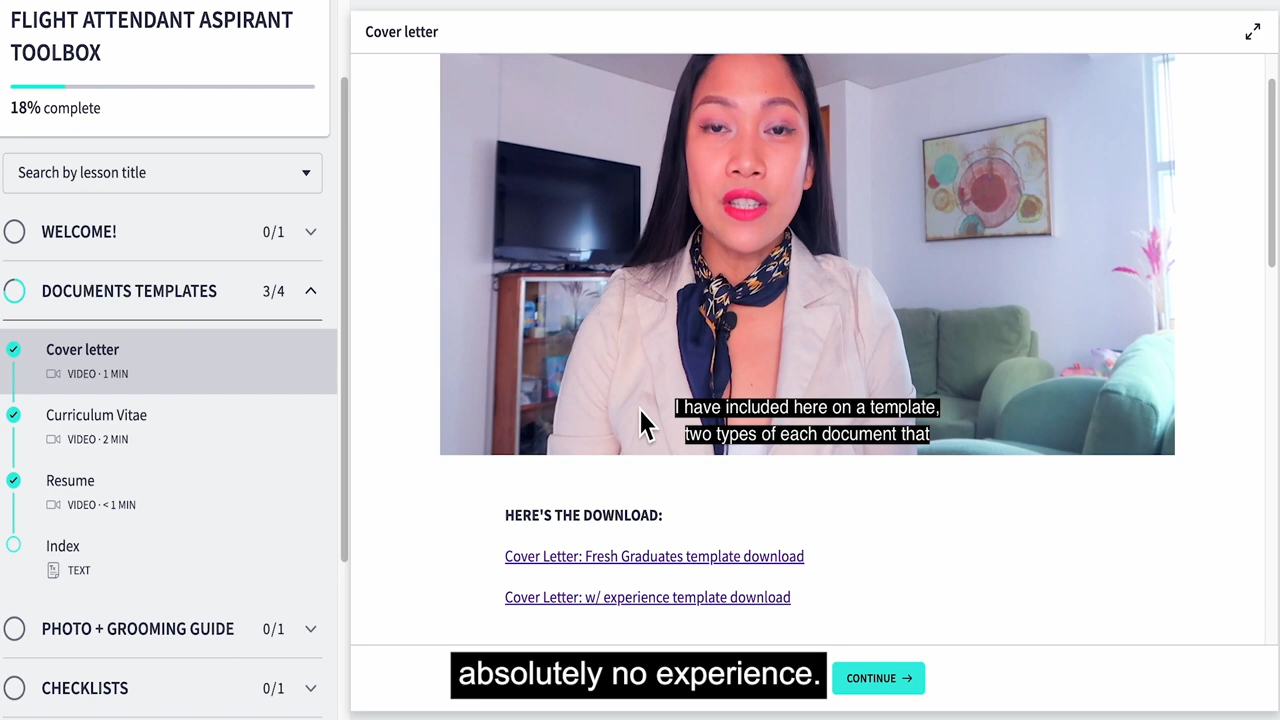 FLIGHT ATTENDANT ASPIRANT
TOOLBOX
18% complete
Search by lesson title
WELCOME! 0/1
DOCUMENTS TEMPLATES 3/4
Cover letter
VIDEO · 1 MIN
Curriculum Vitae
VIDEO · 2 MIN
Resume
VIDEO · < 1 MIN
Index
TEXT
PHOTO + GROOMING GUIDE 0/1
CHECKLISTS 0/1
Cover letter
I have included here on a template,
two types of each document that
HERE'S THE DOWNLOAD:
Cover Letter: Fresh Graduates template download
Cover Letter: w/ experience template download
absolutely no experience.
CONTINUE →